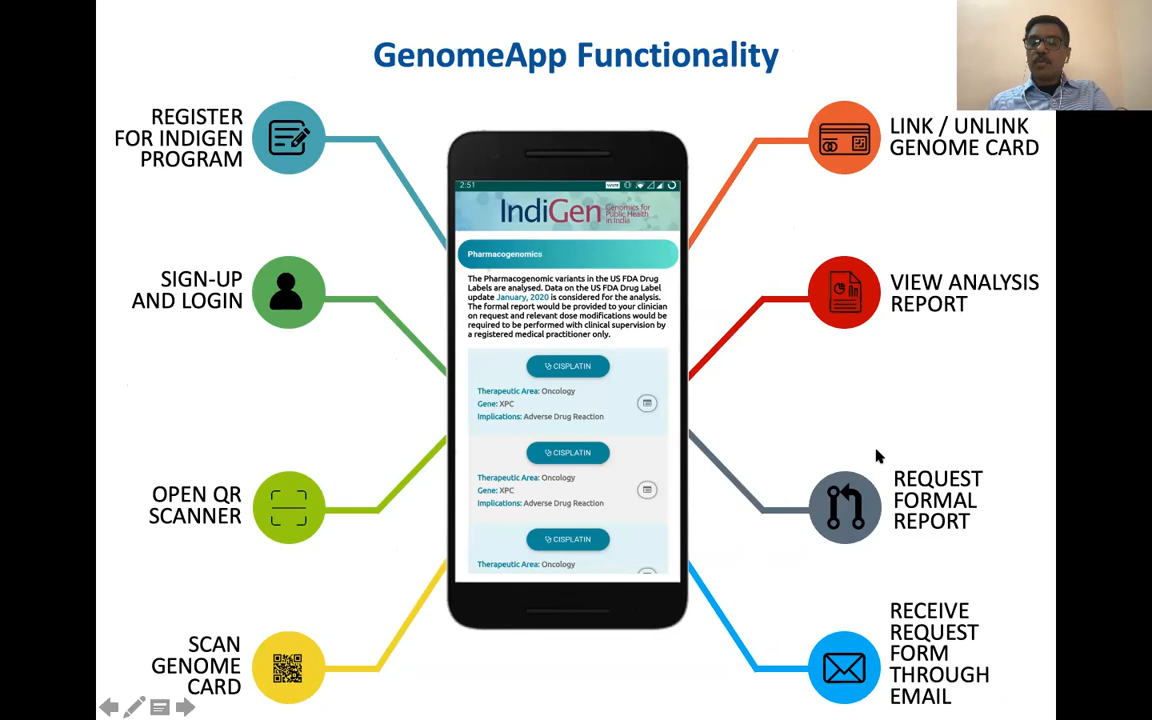 GenomeApp Functionality
REGISTER
FOR INDIGEN
PROGRAM
SIGN-UP
AND LOGIN
OPEN QR
SCANNER
SCAN
GENOME
CARD
2:51
IndiGen
Genomics for
Public Health
in India
Pharmacogenomics
The Pharmacogenomic variants in the US FDA Drug
Labels are analysed. Data on the US FDA Drug Label
update January, 2020 is considered for the analysis.
The formal report would be provided to your clinician
on request and relevant dose modifications would be
required to be performed with clinical supervision by
a registered medical practitioner only.
CISPLATIN
Therapeutic Area: Oncology
Gene: XPC
Implications: Adverse Drug Reaction
CISPLATIN
Therapeutic Area: Oncology
Gene: XPC
Implications: Adverse Drug Reaction
CISPLATIN
Therapeutic Area: Oncology
LINK / UNLINK
GENOME CARD
VIEW ANALYSIS
REPORT
REQUEST
FORMAL
REPORT
RECEIVE
REQUEST
FORM
THROUGH
EMAIL